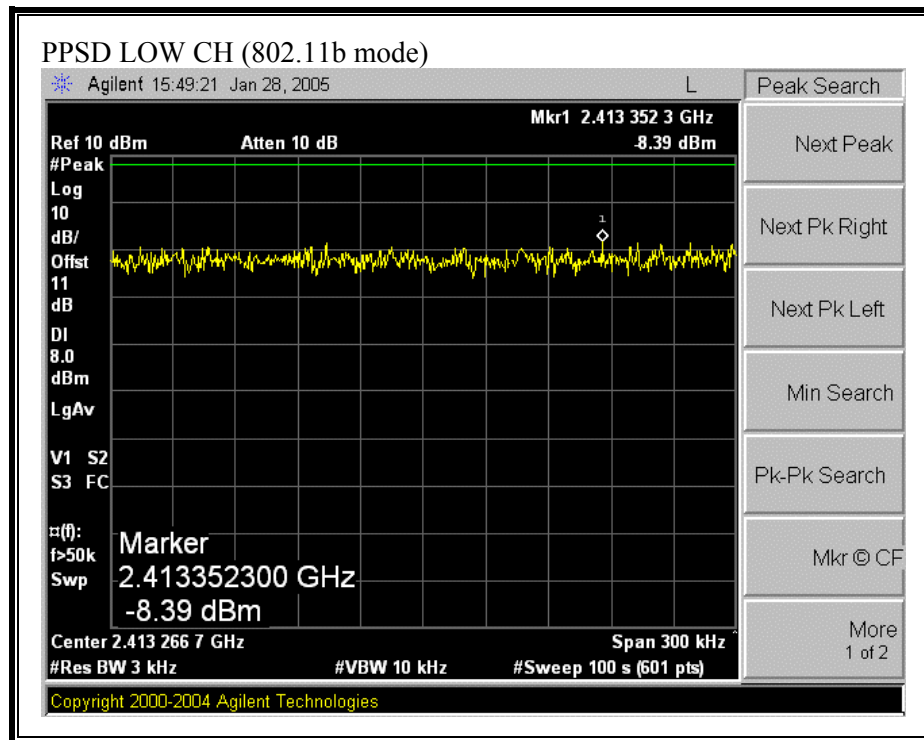 PPSD LOW CH (802.11b mode)
Agilent 15:49:21 Jan 28, 2005 L
Peak Search
Mkr1 2.413 352 3 GHz
Ref 10 dBm Atten 10 dB -8.39 dBm
#Peak
Log
10
dB/
Offst
11
dB
DI
8.0
dBm
LgAv
V1 S2
S3 FC
¤(f):
f>50k
Swp
1
Marker
2.413352300 GHz
-8.39 dBm
Center 2.413 266 7 GHz Span 300 kHz
#Res BW 3 kHz #VBW 10 kHz #Sweep 100 s (601 pts)
Copyright 2000-2004 Agilent Technologies
Next Peak
Next Pk Right
Next Pk Left
Min Search
Pk-Pk Search
Mkr © CF
More
1 of 2